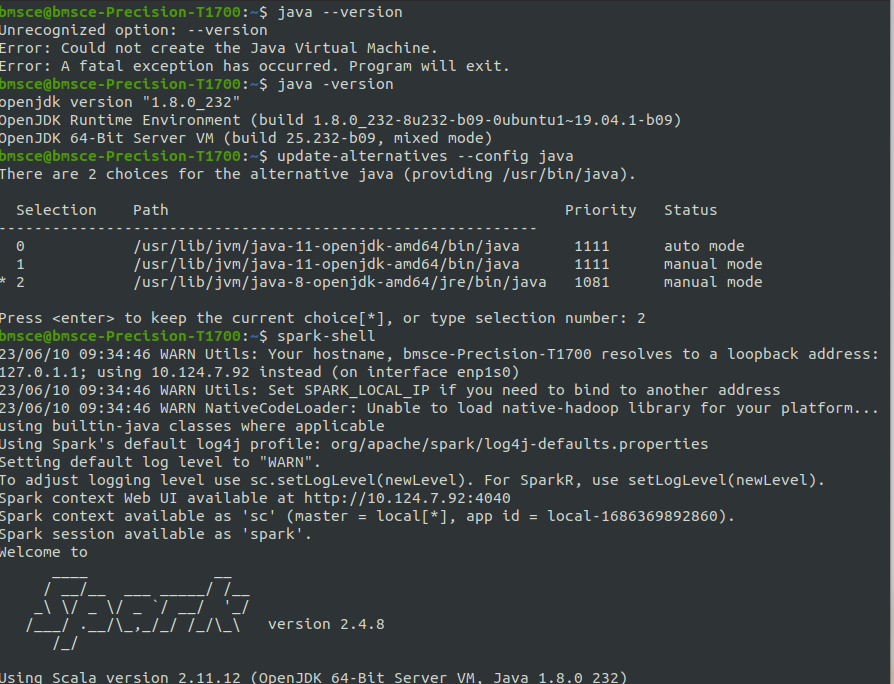 bmsce@bmsce-Precision-T1700:~$ java --version
Unrecognized option: --version
Error: Could not create the Java Virtual Machine.
Error: A fatal exception has occurred. Program will exit.
bmsce@bmsce-Precision-T1700:~$ java -version
openjdk version "1.8.0_232"
OpenJDK Runtime Environment (build 1.8.0_232-8u232-b09-0ubuntu1~19.04.1-b09)
OpenJDK 64-Bit Server VM (build 25.232-b09, mixed mode)
bmsce@bmsce-Precision-T1700:~$ update-alternatives --config java
There are 2 choices for the alternative java (providing /usr/bin/java).
Selection Path Priority Status
------------------------------------------------------------
0 /usr/lib/jvm/java-11-openjdk-amd64/bin/java 1111 auto mode
1 /usr/lib/jvm/java-11-openjdk-amd64/bin/java 1111 manual mode
* 2 /usr/lib/jvm/java-8-openjdk-amd64/jre/bin/java 1081 manual mode
Press <enter> to keep the current choice[*], or type selection number: 2
bmsce@bmsce-Precision-T1700:~$ spark-shell
23/06/10 09:34:46 WARN Utils: Your hostname, bmsce-Precision-T1700 resolves to a loopback address:
127.0.1.1; using 10.124.7.92 instead (on interface enp1s0)
23/06/10 09:34:46 WARN Utils: Set SPARK_LOCAL_IP if you need to bind to another address
23/06/10 09:34:46 WARN NativeCodeLoader: Unable to load native-hadoop library for your platform...
using builtin-java classes where applicable
Using Spark's default log4j profile: org/apache/spark/log4j-defaults.properties
Setting default log level to "WARN".
To adjust logging level use sc.setLogLevel(newLevel). For SparkR, use setLogLevel(newLevel).
Spark context Web UI available at http://10.124.7.92:4040
Spark context available as 'sc' (master = local[*], app id = local-1686369892860).
Spark session available as 'spark'.
Welcome to
      ____              __
     / __/__  ___ _____/ /__
    _\ \/ _ \/ _ `/ __/  '_/
   /___/ .__/\_,_/_/ /_/\_\   version 2.4.8
      /_/
Using Scala version 2.11.12 (OpenJDK 64-Bit Server VM, Java 1.8.0_232)